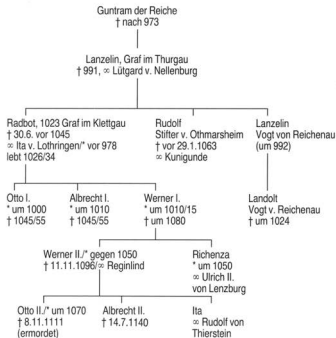 Guntram der Reiche
† nach 973
Lanzelin, Graf im Thurgau
† 991, ∞ Lütgard v. Nellenburg
Radbot, 1023 Graf im Klettgau
† 30.6. vor 1045
∞ Ita v. Lothringen/* vor 978
lebt 1026/34
Rudolf
Stifter v. Othmarsheim
† vor 29.1.1063
∞ Kunigunde
Lanzelin
Vogt von Reichenau
(um 992)
Otto I.
* um 1000
† 1045/55
Albrecht I.
* um 1010
† 1045/55
Werner I.
* um 1010/15
† um 1080
Landolt
Vogt v. Reichenau
† um 1024
Werner II./* gegen 1050
† 11.11.1096/∞ Reginlind
Richenza
* um 1050
∞ Ulrich II.
von Lenzburg
Otto II./* um 1070
† 8.11.1111
(ermordet)
Albrecht II.
† 14.7.1140
Ita
∞ Rudolf von
Thierstein